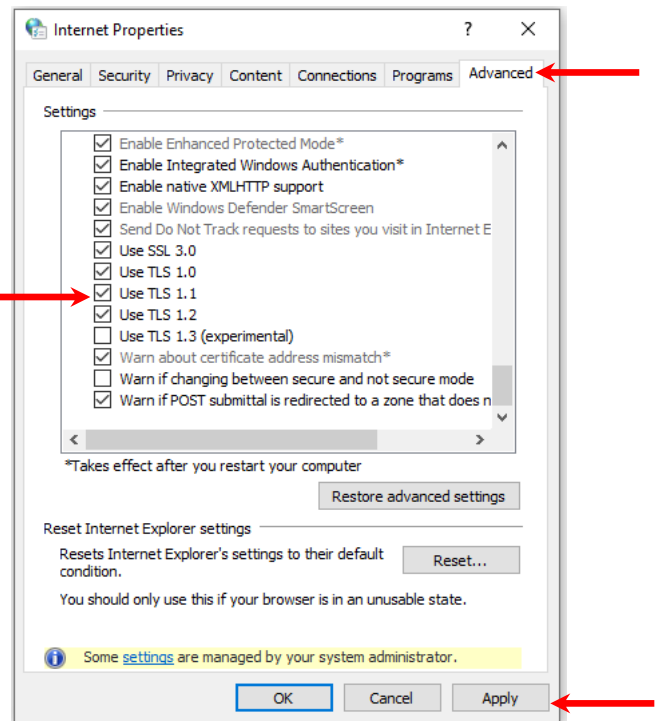 Internet Properties
?
General Security Privacy Content Connections Programs Advanced
Settings
Enable Enhanced Protected Mode*
Enable Integrated Windows Authentication*
Enable native XMLHTTP support
Enable Windows Defender SmartScreen
Send Do Not Track requests to sites you visit in Internet E
Use SSL 3.0
Use TLS 1.0
Use TLS 1.1
Use TLS 1.2
Use TLS 1.3 (experimental)
Warn about certificate address mismatch*
Warn if changing between secure and not secure mode
Warn if POST submittal is redirected to a zone that does n
*Takes effect after you restart your computer
Restore advanced settings
Reset Internet Explorer settings
Resets Internet Explorer's settings to their default
condition.
Reset...
You should only use this if your browser is in an unusable state.
Some settings are managed by your system administrator.
OK Cancel Apply